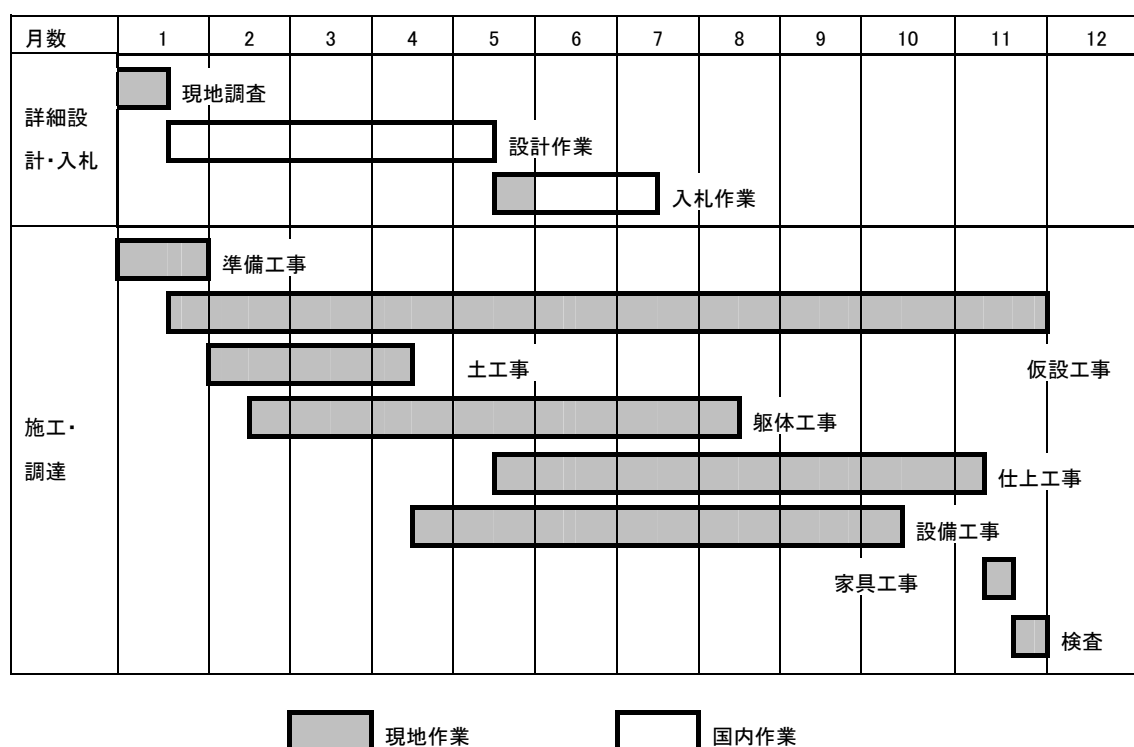 月数 1 2 3 4 5 6 7 8 9 10 11 12
現地調査
詳細設
計・入札
設計作業
入札作業
準備工事
土工事 仮設工事
施工・
調達
躯体工事
仕上工事
設備工事
家具工事
検査
現地作業 国内作業